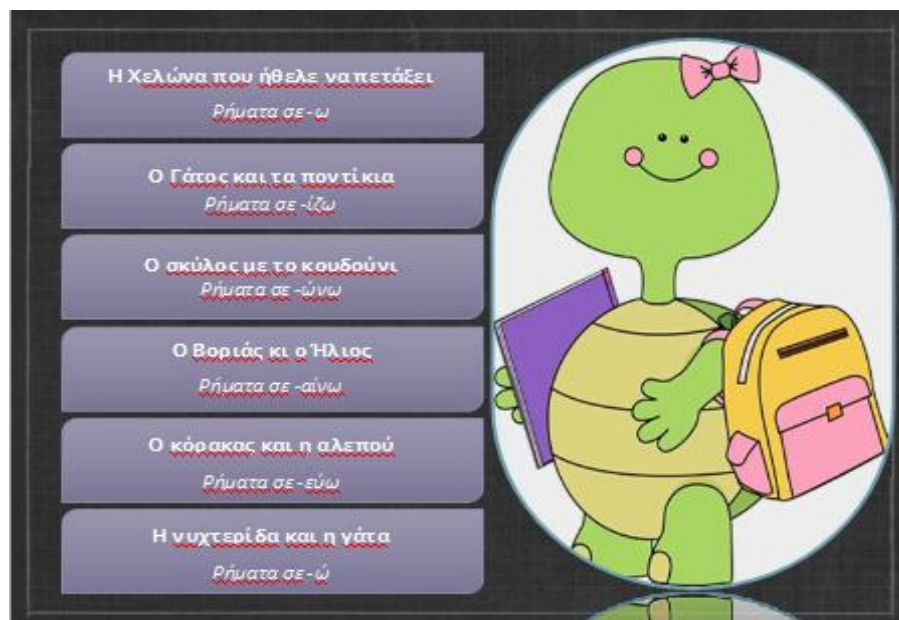 Η Χελώνα που ήθελε να πετάξει
Ρήματα σε -ω
Ο Γάτος και τα ποντίκια
Ρήματα σε -ίζω
Ο σκύλος με το κουδούνι
Ρήματα σε -ώνω
Ο Βοριάς κι ο Ήλιος
Ρήματα σε -αίνω
Ο κόρακας και η αλεπού
Ρήματα σε -εύω
Η νυχτερίδα και η γάτα
Ρήματα σε -ώ